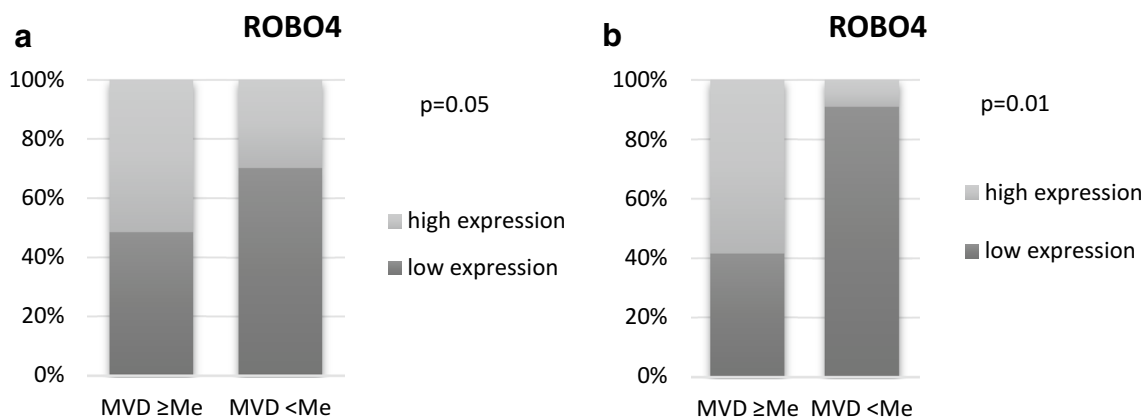 a
ROBO4
100%
80%
60%
40%
20%
0%
MVD ≥Me
MVD <Me
p=0.05
high expression
low expression
b
ROBO4
100%
80%
60%
40%
20%
0%
MVD ≥Me
MVD <Me
p=0.01
high expression
low expression